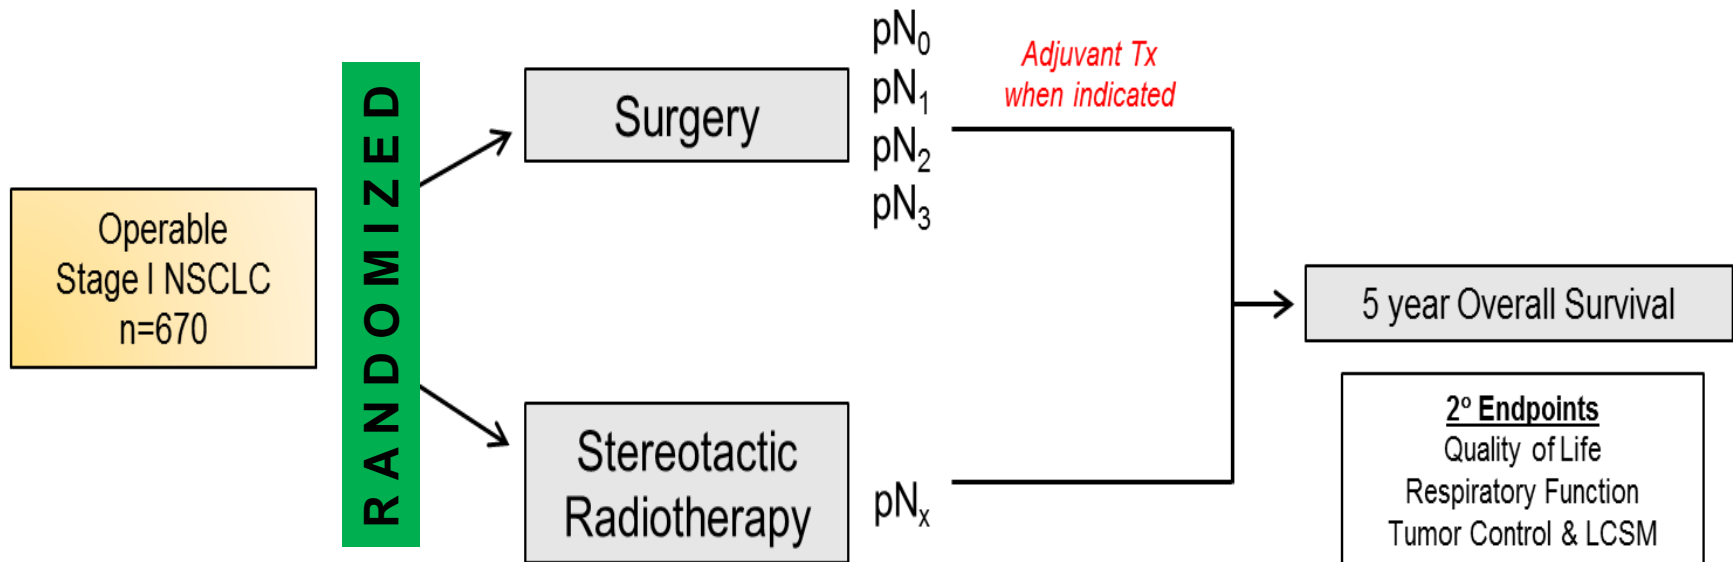 Operable
Stage I NSCLC
n=670
RANDOMIZED
Surgery
Stereotactic
Radiotherapy
pN₀
pN₁
pN₂
pN₃
pNₓ
Adjuvant Tx
when indicated
5 year Overall Survival
2º Endpoints
Quality of Life
Respiratory Function
Tumor Control & LCSM